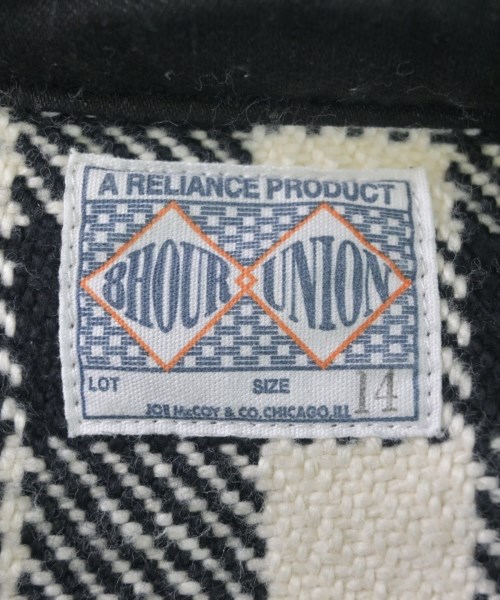 A RELIANCE PRODUCT
8HOUR UNION
LOT SIZE 14
JOE McCOY & CO. CHICAGO, ILL